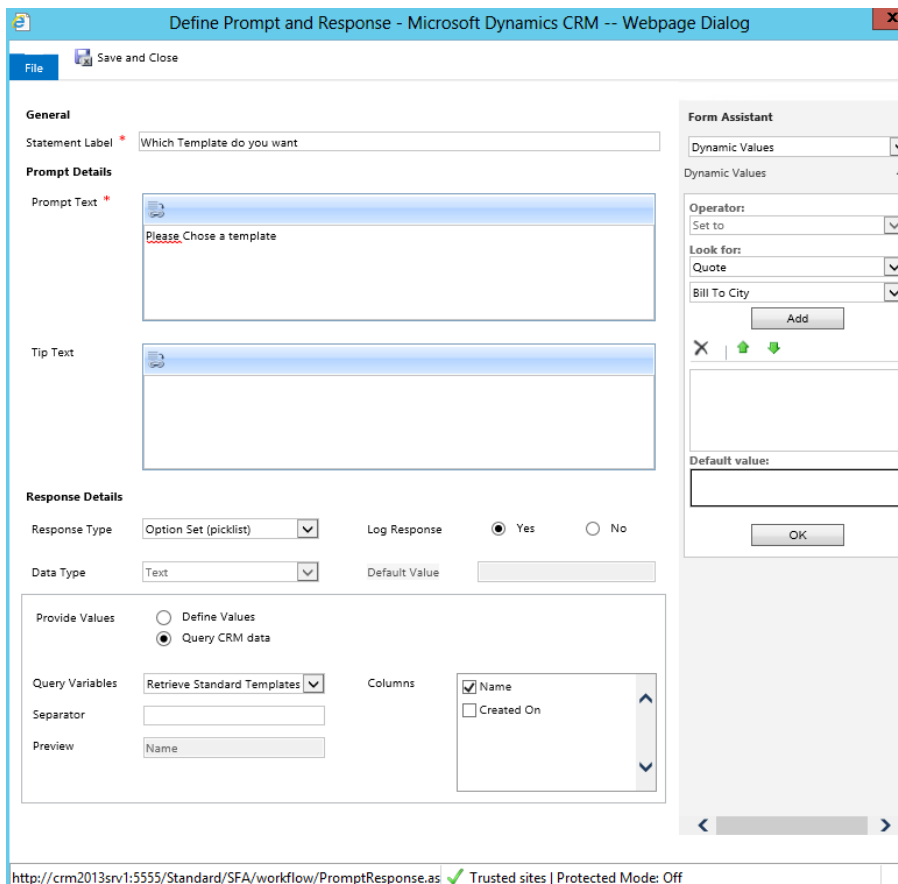 Define Prompt and Response - Microsoft Dynamics CRM -- Webpage Dialog
x
File
Save and Close
General
Statement Label * Which Template do you want
Prompt Details
Prompt Text *
Please Chose a template
Tip Text
Response Details
Response Type Option Set (picklist) Log Response Yes No
Data Type Text Default Value
Provide Values Define Values
Query CRM data
Query Variables Retrieve Standard Templates Columns Name
Created On
Separator
Preview Name
Form Assistant
Dynamic Values
Dynamic Values
Operator:
Set to
Look for:
Quote
Bill To City
Add
Default value:
OK
http://crm2013srv1:5555/Standard/SFA/workflow/PromptResponse.as Trusted sites | Protected Mode: Off